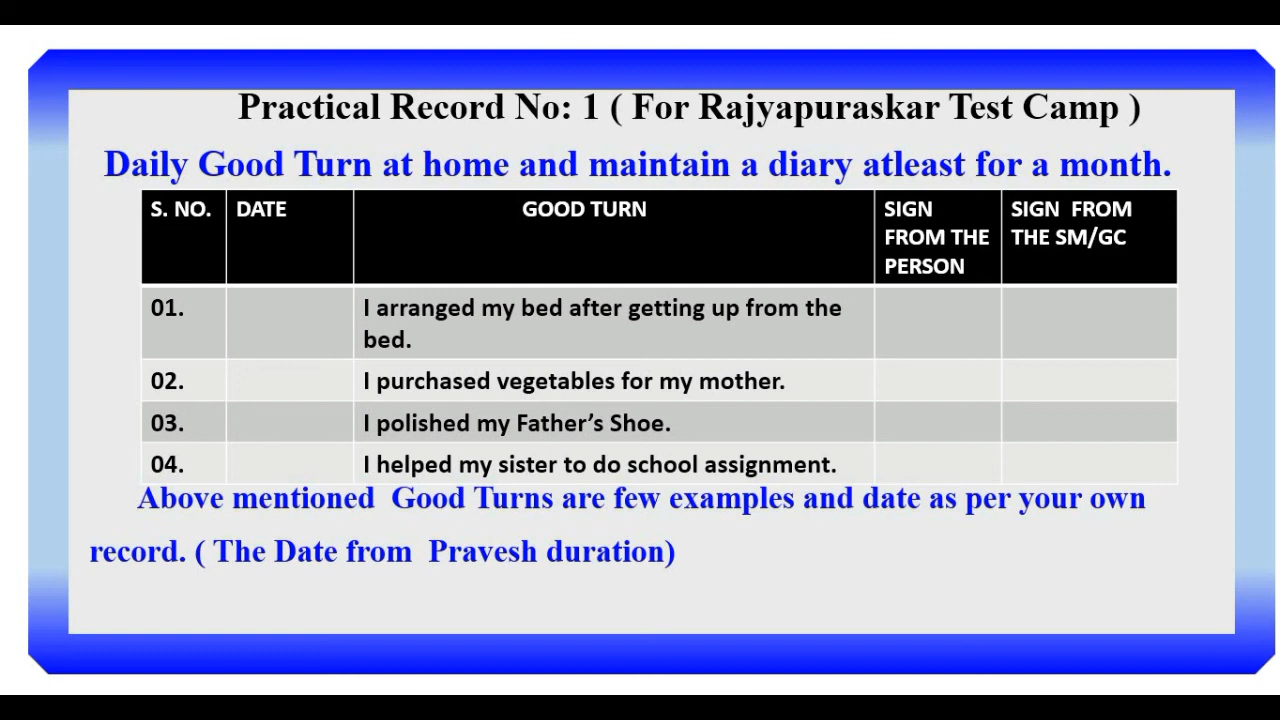 Practical Record No: 1 ( For Rajyapuraskar Test Camp )
Daily Good Turn at home and maintain a diary atleast for a month.
S. NO. DATE GOOD TURN SIGN FROM THE PERSON SIGN FROM THE SM/GC
01. I arranged my bed after getting up from the
bed.
02. I purchased vegetables for my mother.
03. I polished my Father’s Shoe.
04. I helped my sister to do school assignment.
Above mentioned Good Turns are few examples and date as per your own
record. ( The Date from Pravesh duration)